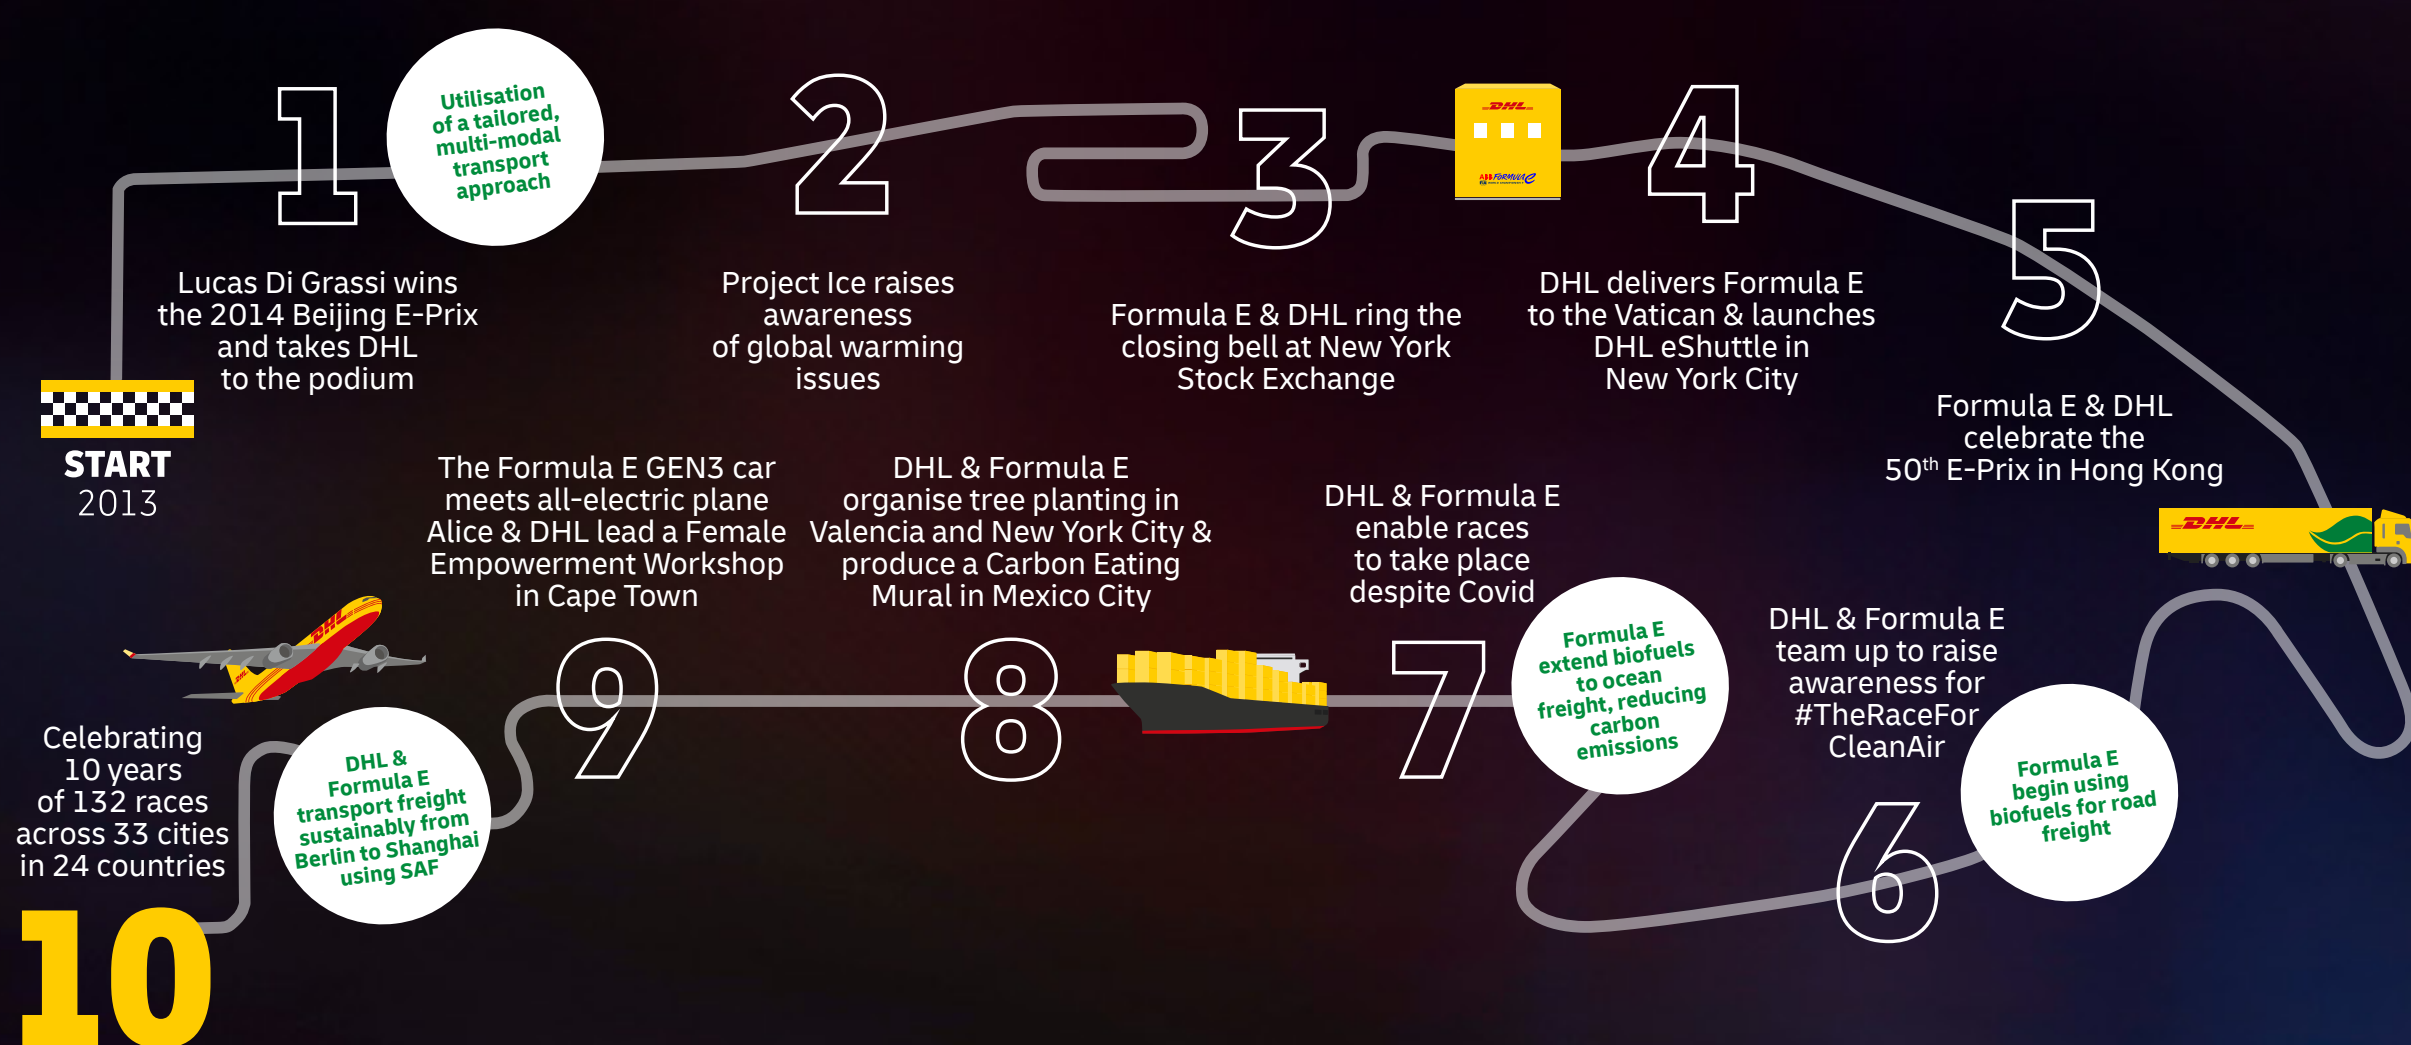 START
2013
1
Lucas Di Grassi wins
the 2014 Beijing E-Prix
and takes DHL
to the podium
Utilisation
of a tailored,
multi-modal
transport
approach
2
Project Ice raises
awareness
of global warming
issues
3
Formula E & DHL ring the
closing bell at New York
Stock Exchange
DHL
ABB FORMULA E
4
DHL delivers Formula E
to the Vatican & launches
DHL eShuttle in
New York City
5
Formula E & DHL
celebrate the
50th E-Prix in Hong Kong
DHL
Formula E
begin using
biofuels for road
freight
DHL & Formula E
team up to raise
awareness for
#TheRaceFor
CleanAir
6
Formula E
extend biofuels
to ocean
freight, reducing
carbon
emissions
DHL & Formula E
enable races
to take place
despite Covid
7
DHL & Formula E
organise tree planting in
Valencia and New York City &
produce a Carbon Eating
Mural in Mexico City
8
The Formula E GEN3 car
meets all-electric plane
Alice & DHL lead a Female
Empowerment Workshop
in Cape Town
9
DHL &
Formula E
transport freight
sustainably from
Berlin to Shanghai
using SAF
DHL
DHL
Celebrating
10 years
of 132 races
across 33 cities
in 24 countries
10